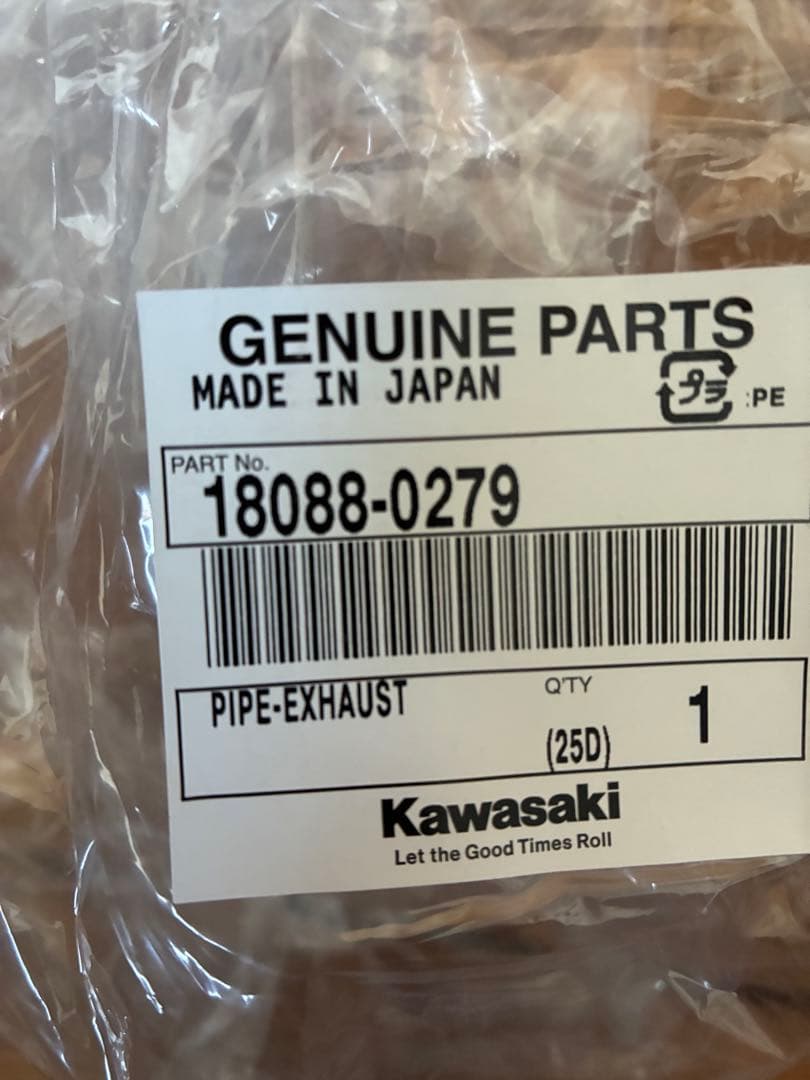 GENUINE PARTS
MADE IN JAPAN
プラ :PE
PART No.
18088-0279
PIPE-EXHAUST
Q'TY
(25D)
1
Kawasaki
Let the Good Times Roll